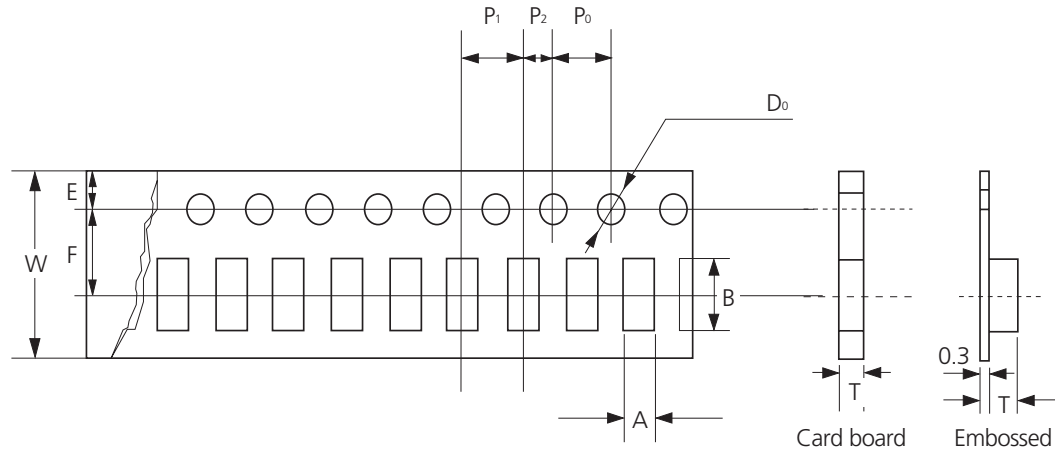 P₁ P₂ P₀
D₀
E
F
W
B
A
0.3
T
T
Card board
Embossed